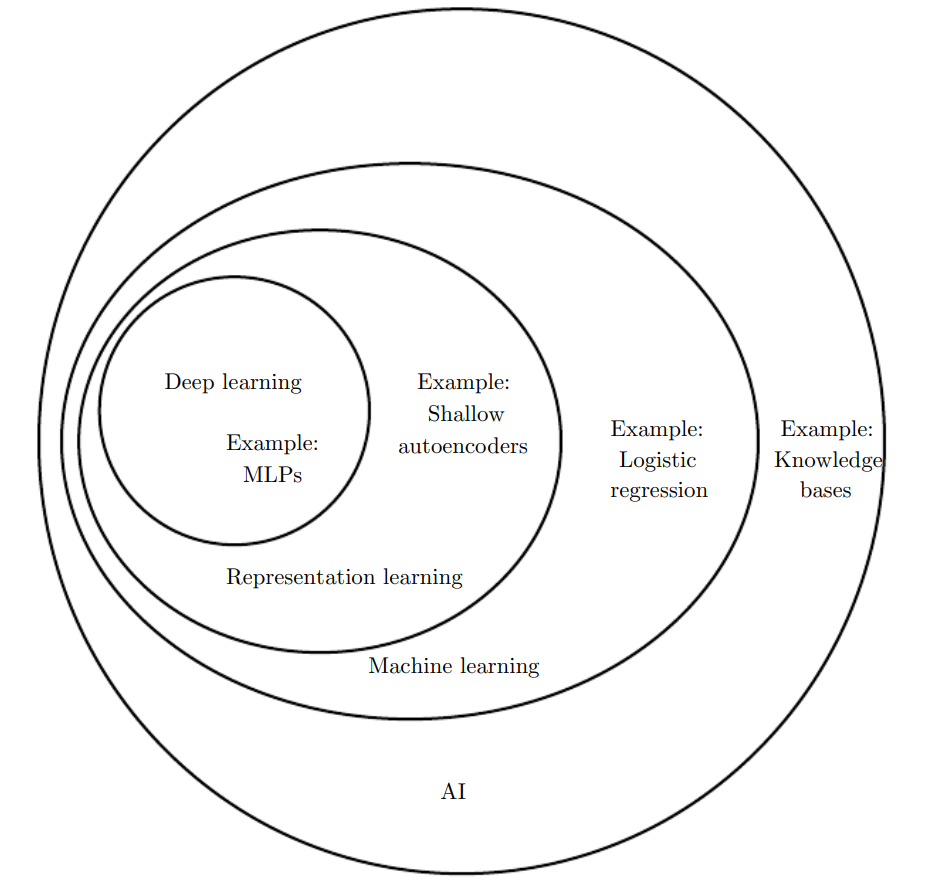 Deep learning
Example:
MLPs
Example:
Shallow
autoencoders
Example:
Logistic
regression
Example:
Knowledge
bases
Representation learning
Machine learning
AI